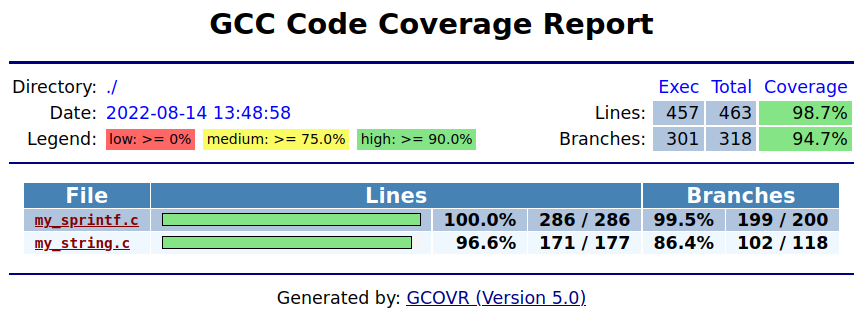 GCC Code Coverage Report
Directory: ./
Date: 2022-08-14 13:48:58
Legend: low: >= 0% medium: >= 75.0% high: >= 90.0%
Exec Total Coverage
Lines: 457 463 98.7%
Branches: 301 318 94.7%
File Lines Branches
my_sprintf.c 100.0% 286 / 286 99.5% 199 / 200
my_string.c 96.6% 171 / 177 86.4% 102 / 118
Generated by: GCOVR (Version 5.0)